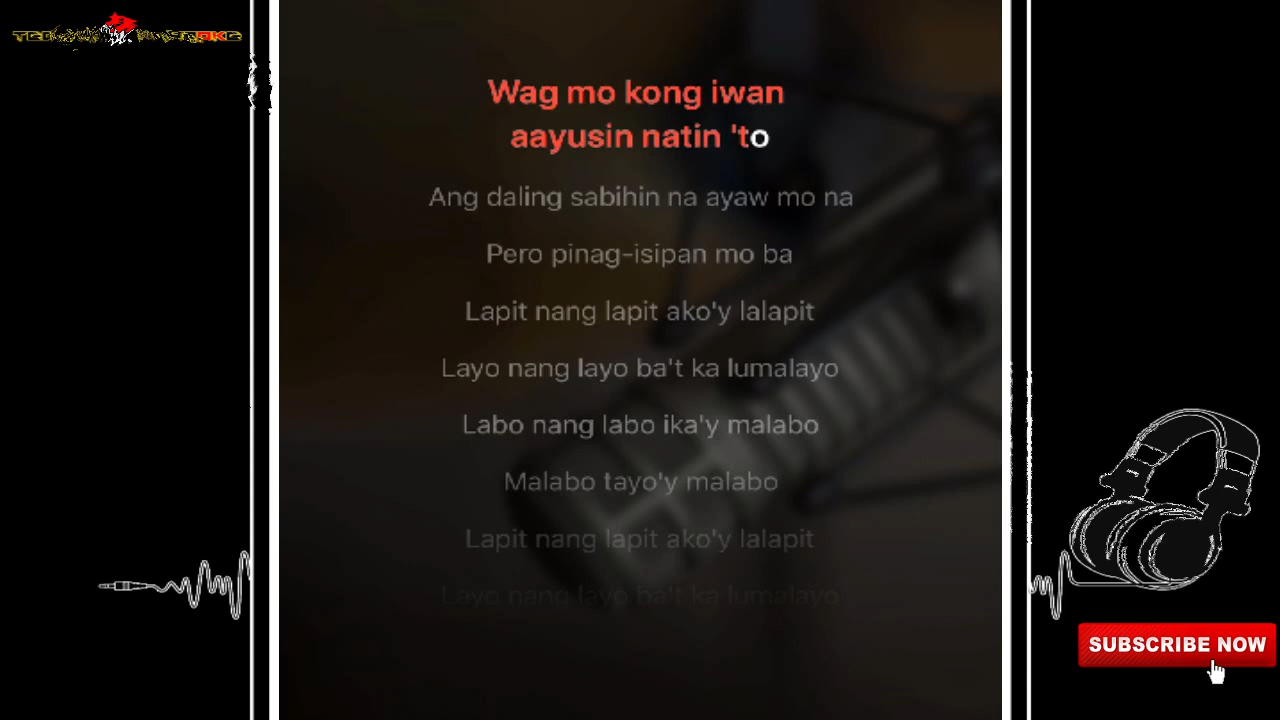 Wag mo kong iwan
aayusin natin 'to
Ang daling sabihin na ayaw mo na
Pero pinag-isipan mo ba
Lapit nang lapit ako'y lalapit
Layo nang layo ba't ka lumalayo
Labo nang labo ika'y malabo
Malabo tayo'y malabo
Lapit nang lapit ako'y lalapit
Layo nang layo ba't ka lumalayo
SUBSCRIBE NOW